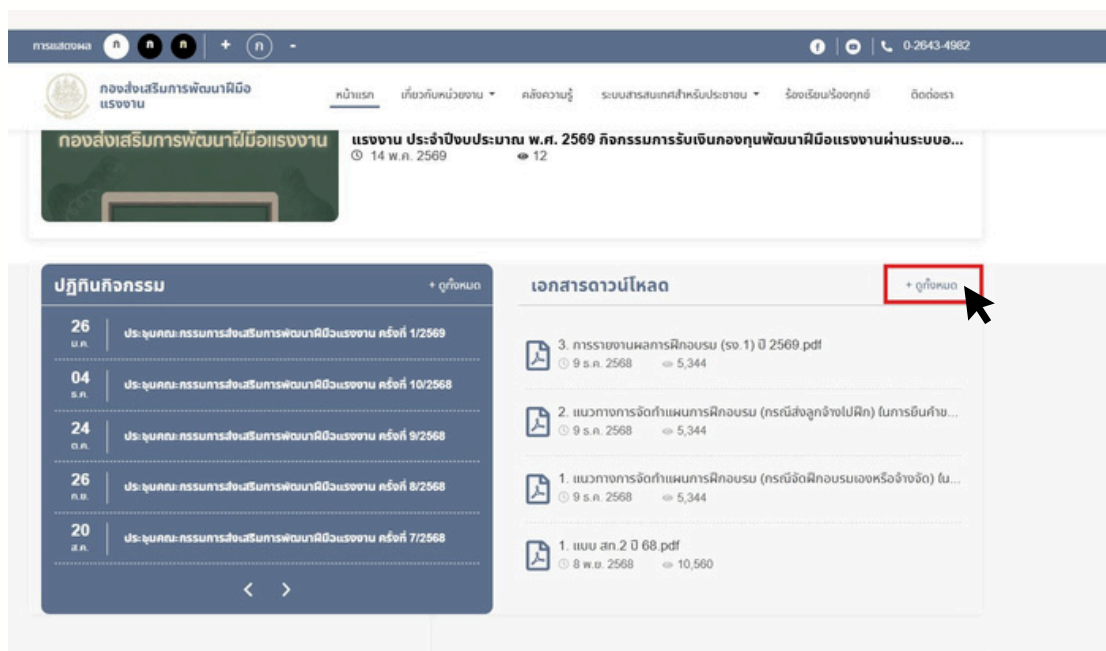 การแสดงผล ก ก ก + ก - 0-2643-4982
กองส่งเสริมการพัฒนาฝีมือ
แรงงาน
หน้าแรก เกี่ยวกับหน่วยงาน คลังความรู้ ระบบสารสนเทศสำหรับประชาชน ร้องเรียน/ร้องทุกข์ ติดต่อเรา
กองส่งเสริมการพัฒนาฝีมือแรงงาน
แรงงาน ประจำปีงบประมาณ พ.ศ. 2569 กิจกรรมการรับเงินกองทุนพัฒนาฝีมือแรงงานผ่านระบบอ...
14 พ.ค. 2569 12
ปฏิทินกิจกรรม + ดูทั้งหมด
26 ประชุมคณะกรรมการส่งเสริมการพัฒนาฝีมือแรงงาน ครั้งที่ 1/2569
ม.ค.
04 ประชุมคณะกรรมการส่งเสริมการพัฒนาฝีมือแรงงาน ครั้งที่ 10/2568
ธ.ค.
24 ประชุมคณะกรรมการส่งเสริมการพัฒนาฝีมือแรงงาน ครั้งที่ 9/2568
ต.ค.
26 ประชุมคณะกรรมการส่งเสริมการพัฒนาฝีมือแรงงาน ครั้งที่ 8/2568
ก.ย.
20 ประชุมคณะกรรมการส่งเสริมการพัฒนาฝีมือแรงงาน ครั้งที่ 7/2568
ส.ค.
เอกสารดาวน์โหลด + ดูทั้งหมด
3. การรายงานผลการฝึกอบรม (รง.1) ปี 2569.pdf
9 ธ.ค. 2568 5,344
2. แนวทางการจัดทำแผนการฝึกอบรม (กรณีส่งลูกจ้างไปฝึก) ในการยื่นคำข...
9 ธ.ค. 2568 5,344
1. แนวทางการจัดทำแผนการฝึกอบรม (กรณีจัดฝึกอบรมเองหรือจ้างจัด) ใน...
9 ธ.ค. 2568 5,344
1. แบบ สท.2 ปี 68.pdf
8 พ.ย. 2568 10,560